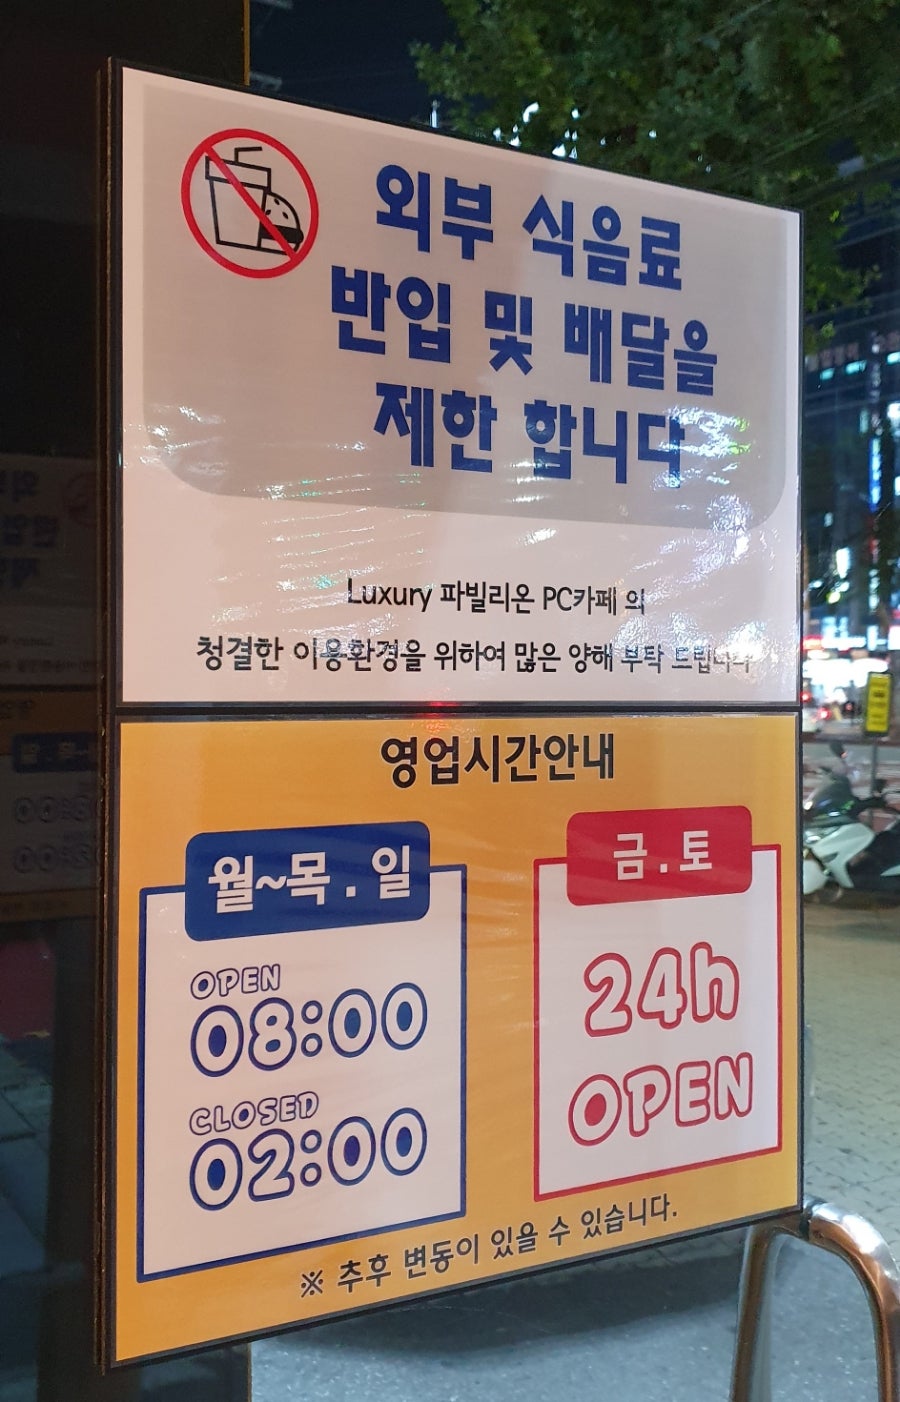 외부 식음료
반입 및 배달을
제한 합니다
Luxury 파빌리온 PC카페 의
청결한 이용환경을 위하여 많은 양해 부탁 드립니다
영업시간안내
월~목 . 일
OPEN
08:00
CLOSED
02:00
금 . 토
24h
OPEN
※ 추후 변동이 있을 수 있습니다.